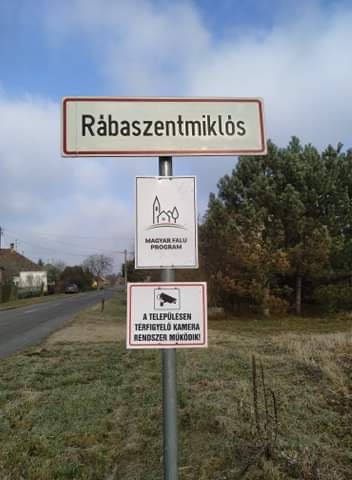 Rábaszentmiklós
MAGYAR FALU
PROGRAM
A TELEPÜLÉSEN
TÉRFIGYELŐ KAMERA
RENDSZER MŰKÖDIK!